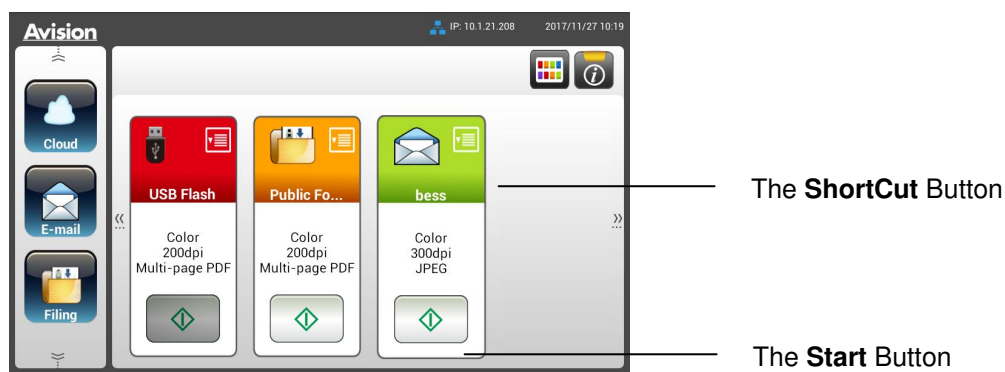 Avision
IP: 10.1.21.208
2017/11/27 10:19
Cloud
E-mail
Filing
USB Flash
Color
200dpi
Multi-page PDF
Public Fo...
Color
200dpi
Multi-page PDF
bess
Color
300dpi
JPEG
The ShortCut Button
The Start Button